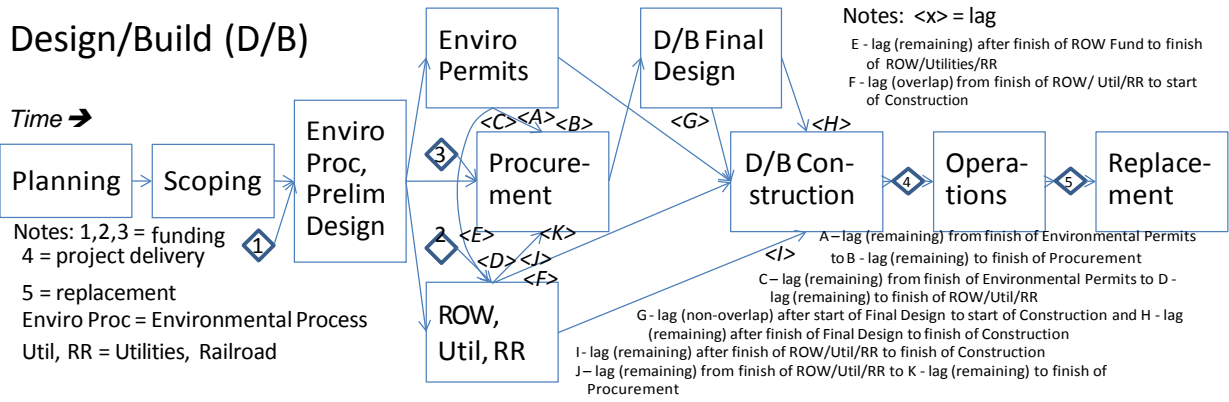 Design/Build (D/B)
Time ➔
Planning
Scoping
1
Enviro
Proc,
Prelim
Design
Enviro
Permits
D/B Final
Design
Notes: <x> = lag
E - lag (remaining) after finish of ROW Fund to finish
of ROW/Utilities/RR
F - lag (overlap) from finish of ROW/ Util/RR to start
of Construction
<C>
<A>
<B>
<G>
<H>
3
Procure-
ment
D/B Con-
struction
4
Opera-
tions
5
Replace-
ment
2
<E>
<D>
<K>
<J>
<F>
<I>
ROW,
Util, RR
Notes: 1,2,3 = funding
4 = project delivery
5 = replacement
Enviro Proc = Environmental Process
Util, RR = Utilities, Railroad
A – lag (remaining) from finish of Environmental Permits
to B - lag (remaining) to finish of Procurement
C – lag (remaining) from finish of Environmental Permits to D -
lag (remaining) to finish of ROW/Util/RR
G - lag (non-overlap) after start of Final Design to start of Construction and H - lag
(remaining) after finish of Final Design to finish of Construction
I - lag (remaining) after finish of ROW/Util/RR to finish of Construction
J – lag (remaining) from finish of ROW/Util/RR to K - lag (remaining) to finish of
Procurement